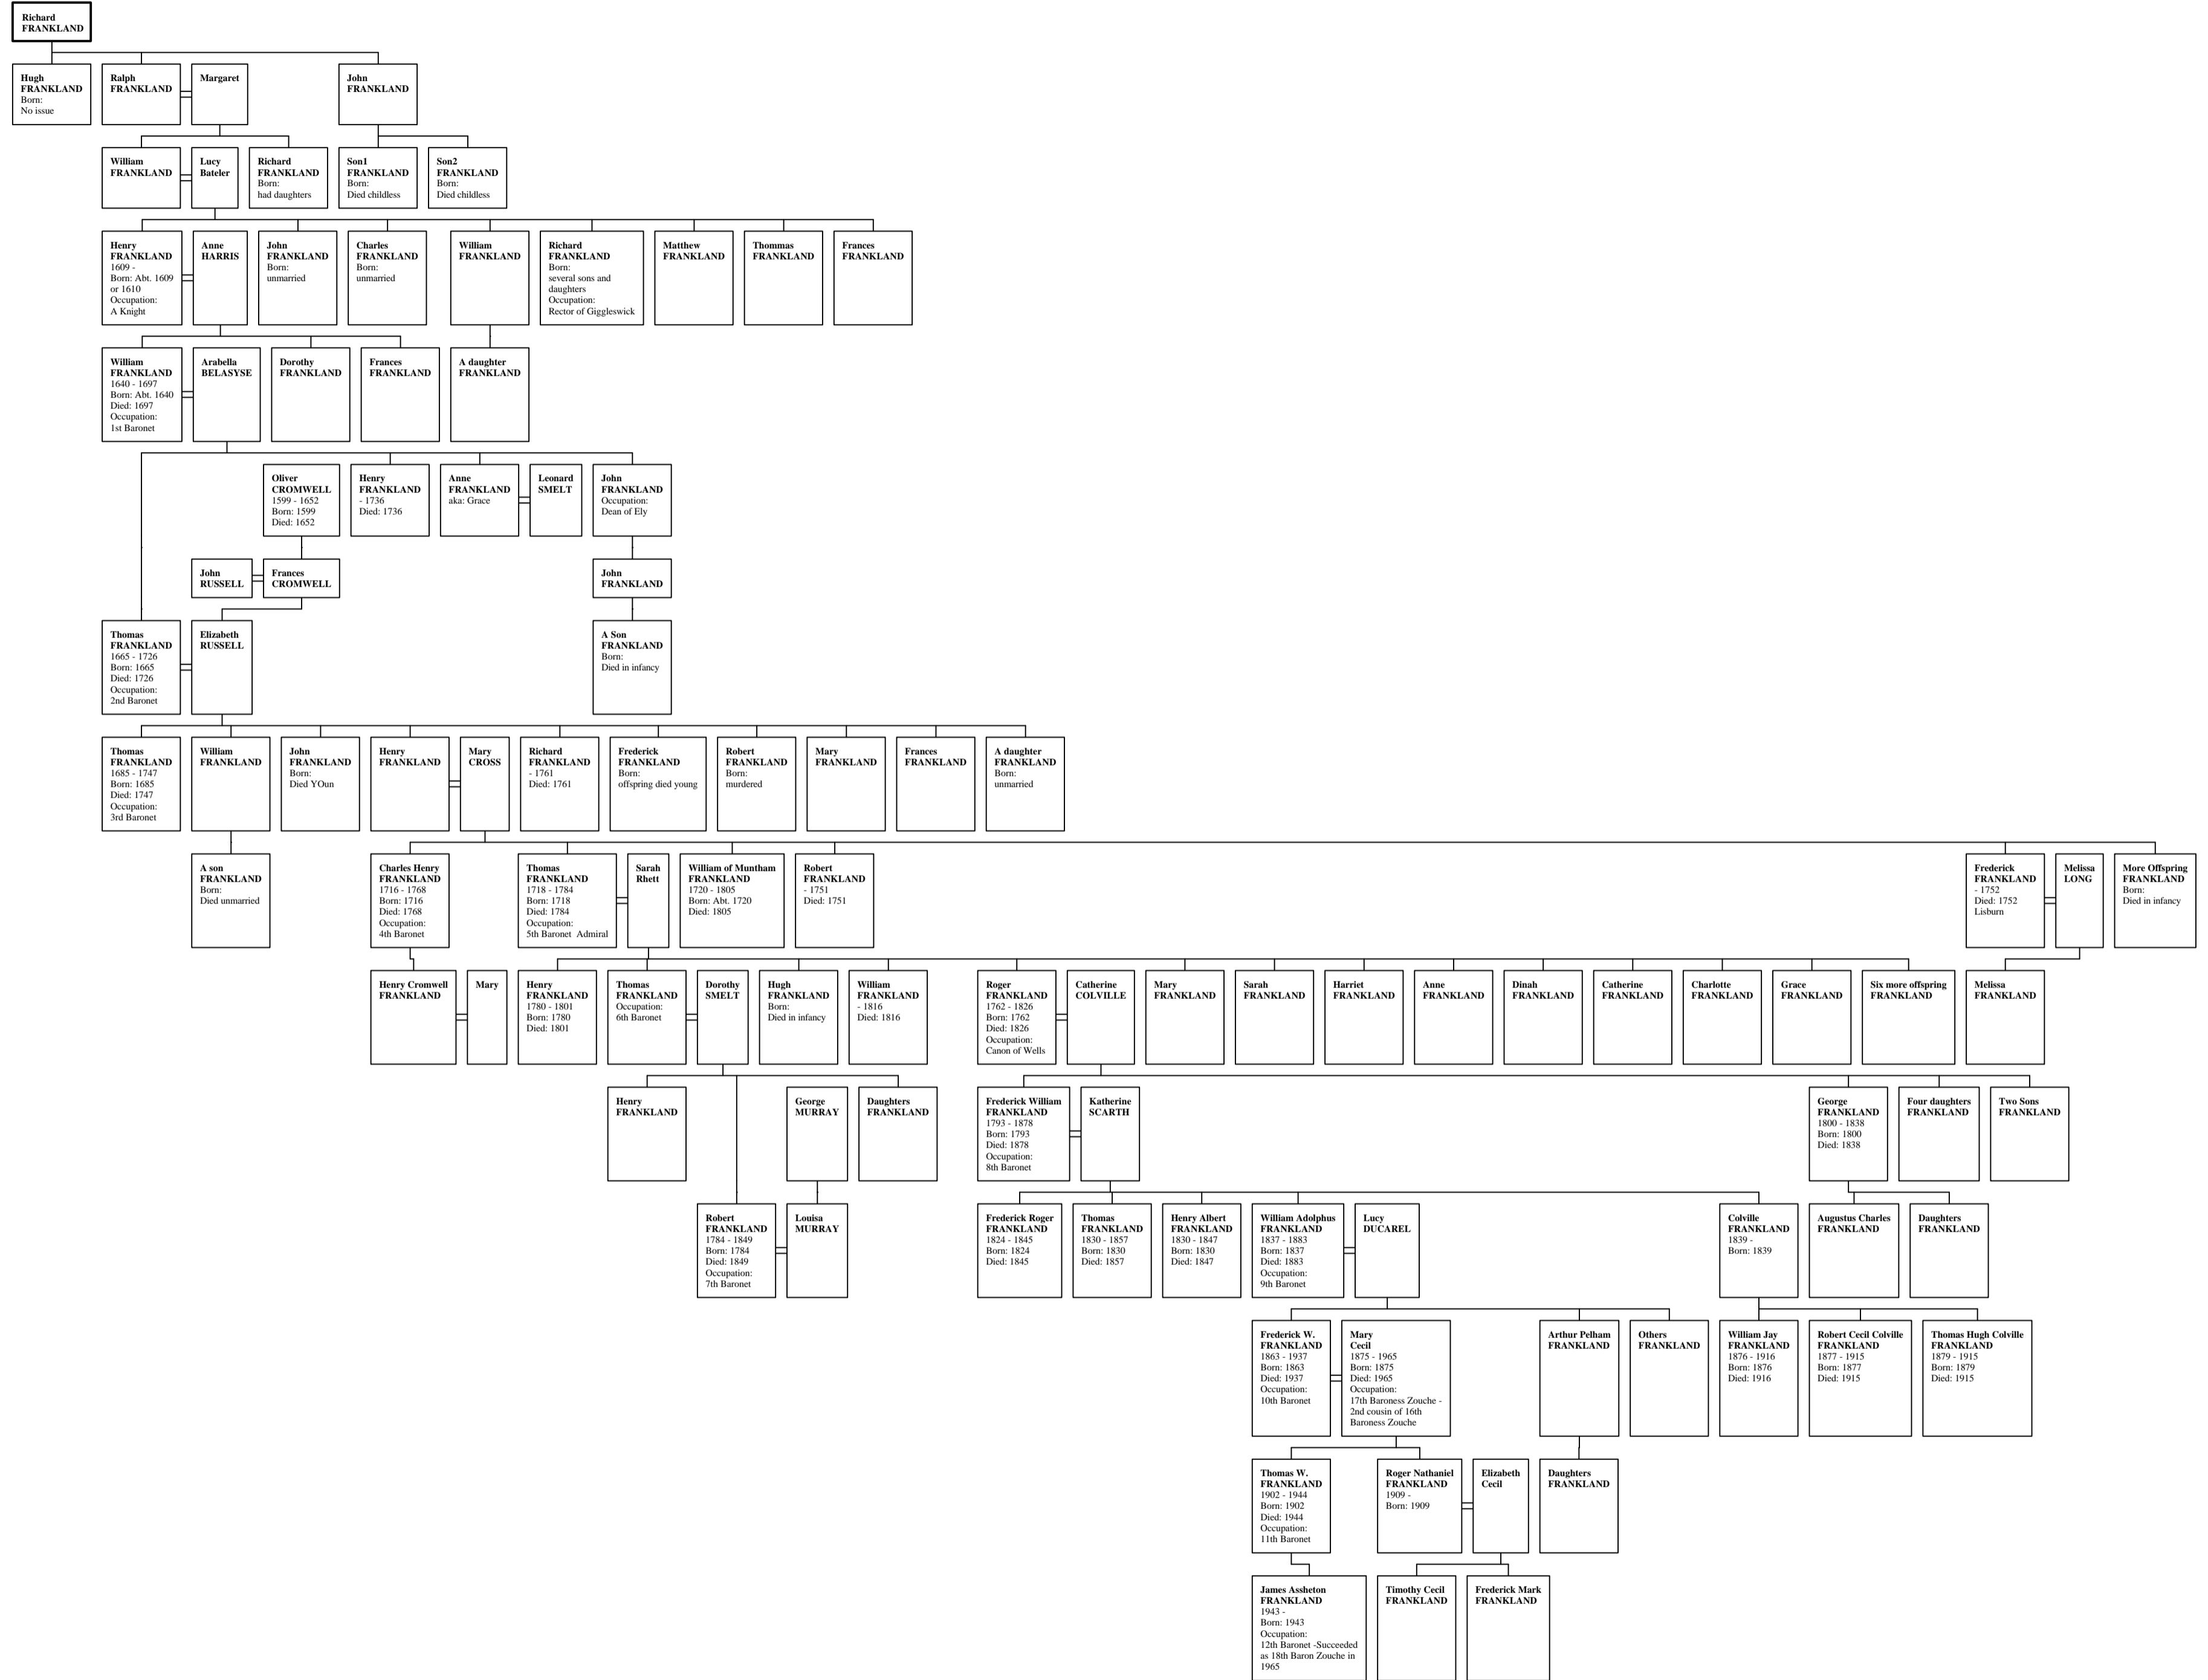 Richard
FRANKLAND
Hugh
FRANKLAND
Born:
No issue
Ralph
FRANKLAND
Margaret
John
FRANKLAND
William
FRANKLAND
Lucy
Bateler
Richard
FRANKLAND
Born:
had daughters
Son1
FRANKLAND
Born:
Died childless
Son2
FRANKLAND
Born:
Died childless
Henry
FRANKLAND
1609 -
Born: Abt. 1609
or 1610
Occupation:
A Knight
Anne
HARRIS
John
FRANKLAND
Born:
unmarried
Charles
FRANKLAND
Born:
unmarried
William
FRANKLAND
Richard
FRANKLAND
Born:
several sons and
daughters
Occupation:
Rector of Giggleswick
Matthew
FRANKLAND
Thommas
FRANKLAND
Frances
FRANKLAND
William
FRANKLAND
1640 - 1697
Born: Abt. 1640
Died: 1697
Occupation:
1st Baronet
Arabella
BELASYSE
Dorothy
FRANKLAND
Frances
FRANKLAND
A daughter
FRANKLAND
Oliver
CROMWELL
1599 - 1652
Born: 1599
Died: 1652
Henry
FRANKLAND
- 1736
Died: 1736
Anne
FRANKLAND
aka: Grace
Leonard
SMELT
John
FRANKLAND
Occupation:
Dean of Ely
John
RUSSELL
Frances
CROMWELL
John
FRANKLAND
Thomas
FRANKLAND
1665 - 1726
Born: 1665
Died: 1726
Occupation:
2nd Baronet
Elizabeth
RUSSELL
A Son
FRANKLAND
Born:
Died in infancy
Thomas
FRANKLAND
1685 - 1747
Born: 1685
Died: 1747
Occupation:
3rd Baronet
William
FRANKLAND
John
FRANKLAND
Born:
Died YOun
Henry
FRANKLAND
Mary
CROSS
Richard
FRANKLAND
- 1761
Died: 1761
Frederick
FRANKLAND
Born:
offspring died young
Robert
FRANKLAND
Born:
murdered
Mary
FRANKLAND
Frances
FRANKLAND
A daughter
FRANKLAND
Born:
unmarried
A son
FRANKLAND
Born:
Died unmarried
Charles Henry
FRANKLAND
1716 - 1768
Born: 1716
Died: 1768
Occupation:
4th Baronet
Thomas
FRANKLAND
1718 - 1784
Born: 1718
Died: 1784
Occupation:
5th Baronet  Admiral
Sarah
Rhett
William of Muntham
FRANKLAND
1720 - 1805
Born: Abt. 1720
Died: 1805
Robert
FRANKLAND
- 1751
Died: 1751
Frederick
FRANKLAND
- 1752
Died: 1752
Lisburn
Melissa
LONG
More Offspring
FRANKLAND
Born:
Died in infancy
Henry Cromwell
FRANKLAND
Mary
Henry
FRANKLAND
1780 - 1801
Born: 1780
Died: 1801
Thomas
FRANKLAND
Occupation:
6th Baronet
Dorothy
SMELT
Hugh
FRANKLAND
Born:
Died in infancy
William
FRANKLAND
- 1816
Died: 1816
Roger
FRANKLAND
1762 - 1826
Born: 1762
Died: 1826
Occupation:
Canon of Wells
Catherine
COLVILLE
Mary
FRANKLAND
Sarah
FRANKLAND
Harriet
FRANKLAND
Anne
FRANKLAND
Dinah
FRANKLAND
Catherine
FRANKLAND
Charlotte
FRANKLAND
Grace
FRANKLAND
Six more offspring
FRANKLAND
Melissa
FRANKLAND
Henry
FRANKLAND
George
MURRAY
Daughters
FRANKLAND
Frederick William
FRANKLAND
1793 - 1878
Born: 1793
Died: 1878
Occupation:
8th Baronet
Katherine
SCARTH
George
FRANKLAND
1800 - 1838
Born: 1800
Died: 1838
Four daughters
FRANKLAND
Two Sons
FRANKLAND
Robert
FRANKLAND
1784 - 1849
Born: 1784
Died: 1849
Occupation:
7th Baronet
Louisa
MURRAY
Frederick Roger
FRANKLAND
1824 - 1845
Born: 1824
Died: 1845
Thomas
FRANKLAND
1830 - 1857
Born: 1830
Died: 1857
Henry Albert
FRANKLAND
1830 - 1847
Born: 1830
Died: 1847
William Adolphus
FRANKLAND
1837 - 1883
Born: 1837
Died: 1883
Occupation:
9th Baronet
Lucy
DUCAREL
Colville
FRANKLAND
1839 -
Born: 1839
Augustus Charles
FRANKLAND
Daughters
FRANKLAND
Frederick W.
FRANKLAND
1863 - 1937
Born: 1863
Died: 1937
Occupation:
10th Baronet
Mary
Cecil
1875 - 1965
Born: 1875
Died: 1965
Occupation:
17th Baroness Zouche -
2nd cousin of 16th
Baroness Zouche
Arthur Pelham
FRANKLAND
Others
FRANKLAND
William Jay
FRANKLAND
1876 - 1916
Born: 1876
Died: 1916
Robert Cecil Colville
FRANKLAND
1877 - 1915
Born: 1877
Died: 1915
Thomas Hugh Colville
FRANKLAND
1879 - 1915
Born: 1879
Died: 1915
Thomas W.
FRANKLAND
1902 - 1944
Born: 1902
Died: 1944
Occupation:
11th Baronet
Roger Nathaniel
FRANKLAND
1909 -
Born: 1909
Elizabeth
Cecil
Daughters
FRANKLAND
James Assheton
FRANKLAND
1943 -
Born: 1943
Occupation:
12th Baronet -Succeeded
as 18th Baron Zouche in
1965
Timothy Cecil
FRANKLAND
Frederick Mark
FRANKLAND